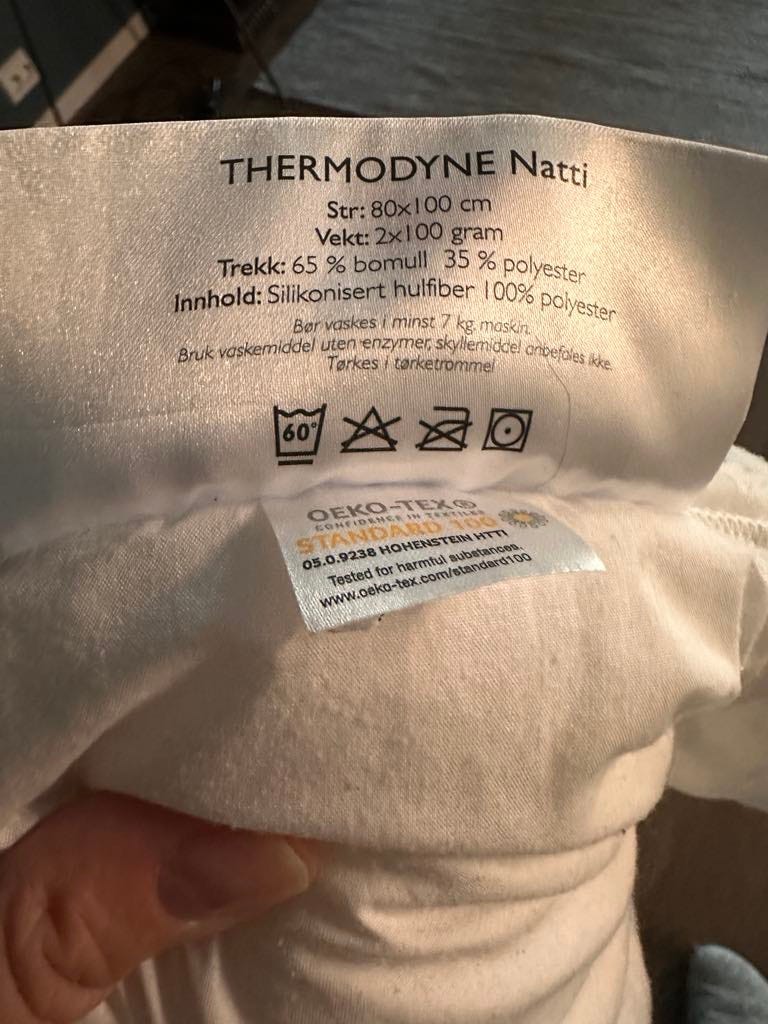 THERMODYNE Natti
Str: 80x100 cm
Vekt: 2x100 gram
Trekk: 65 % bomull 35 % polyester
Innhold: Silikonisert hulfiber 100% polyester
Bør vaskes i minst 7 kg. maskin.
Bruk vaskemiddel uten enzymer, skyllemiddel anbefales ikke.
Tørkes i tørketrommel
60°
OEKO-TEX®
CONFIDENCE IN TEXTILES
STANDARD 100
05.0.9238 HOHENSTEIN HTTI
Tested for harmful substances.
www.oeko-tex.com/standard100